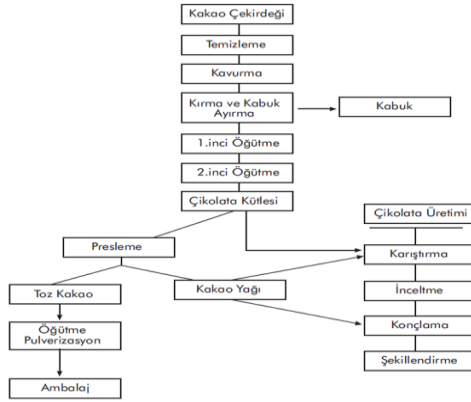 Kakao Çekirdeği
Temizleme
Kavurma
Kırma ve Kabuk
Ayırma
Kabuk
1.inci Öğütme
2.inci Öğütme
Çikolata Kütlesi
Çikolata Üretimi
Presleme
Karıştırma
Toz Kakao
Kakao Yağı
İnceltme
Öğütme
Pulverizasyon
Konçlama
Şekillendirme
Ambalaj